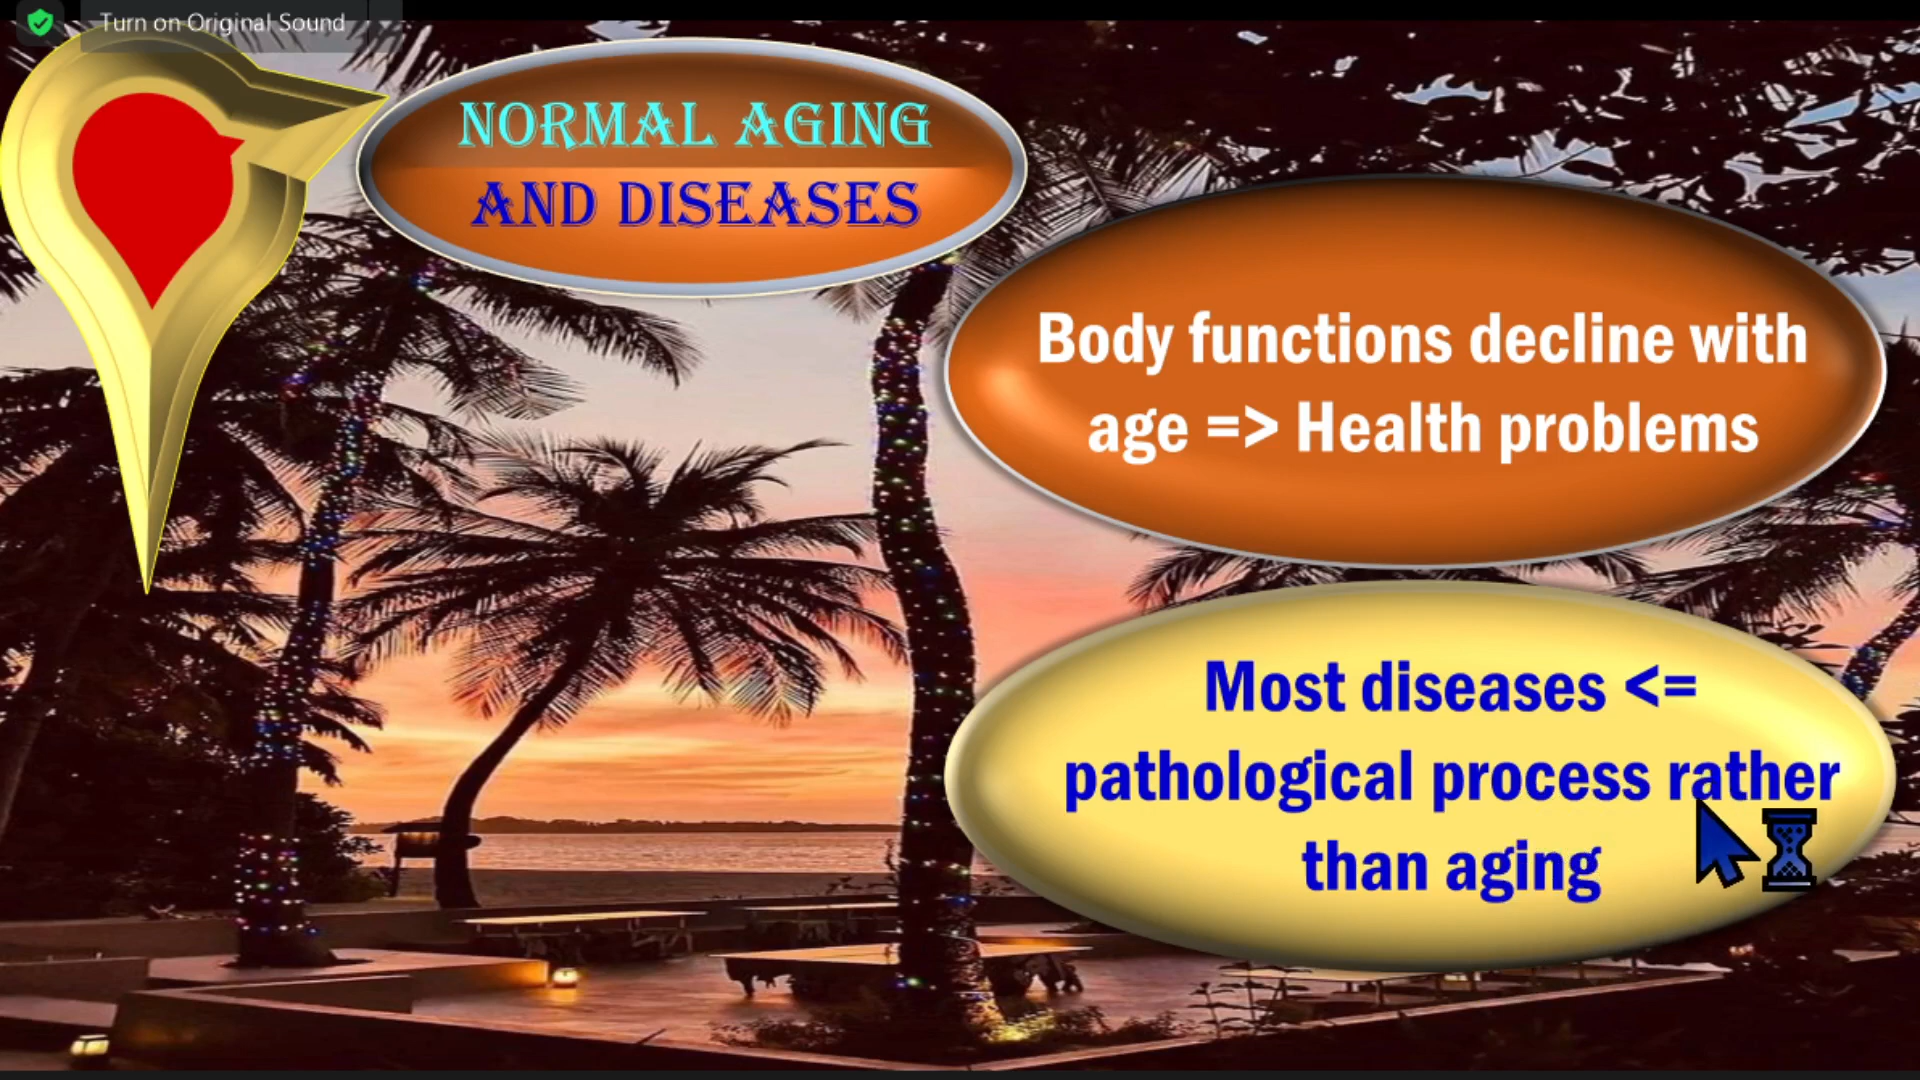 Turn on Original Sound
NORMAL AGING
AND DISEASES
Body functions decline with
age => Health problems
Most diseases <=
pathological process rather
than aging